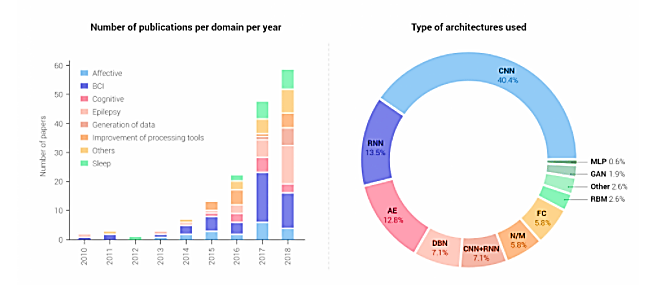 Number of publications per domain per year
Number of papers
60
50
40
30
20
10
0
Affective
BCI
Cognitive
Epilepsy
Generation of data
Improvement of processing tools
Others
Sleep
2010
2011
2012
2013
2014
2015
2016
2017
2018
Type of architectures used
CNN
40.4%
MLP 0.6%
GAN 1.9%
Other 2.6%
RBM 2.6%
FC
5.8%
N/M
5.8%
CNN+RNN
7.1%
DBN
7.1%
AE
12.8%
RNN
13.5%